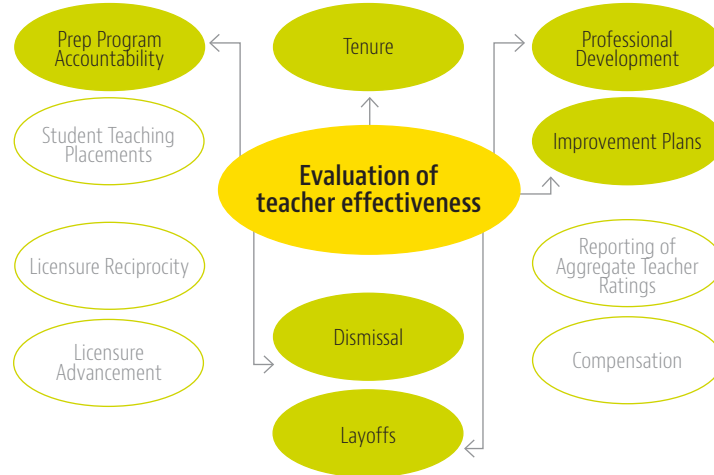 Prep Program
Accountability
Tenure
Professional
Development
Student Teaching
Placements
Improvement Plans
Evaluation of
teacher effectiveness
Licensure Reciprocity
Reporting of
Aggregate Teacher
Ratings
Licensure
Advancement
Dismissal
Compensation
Layoffs